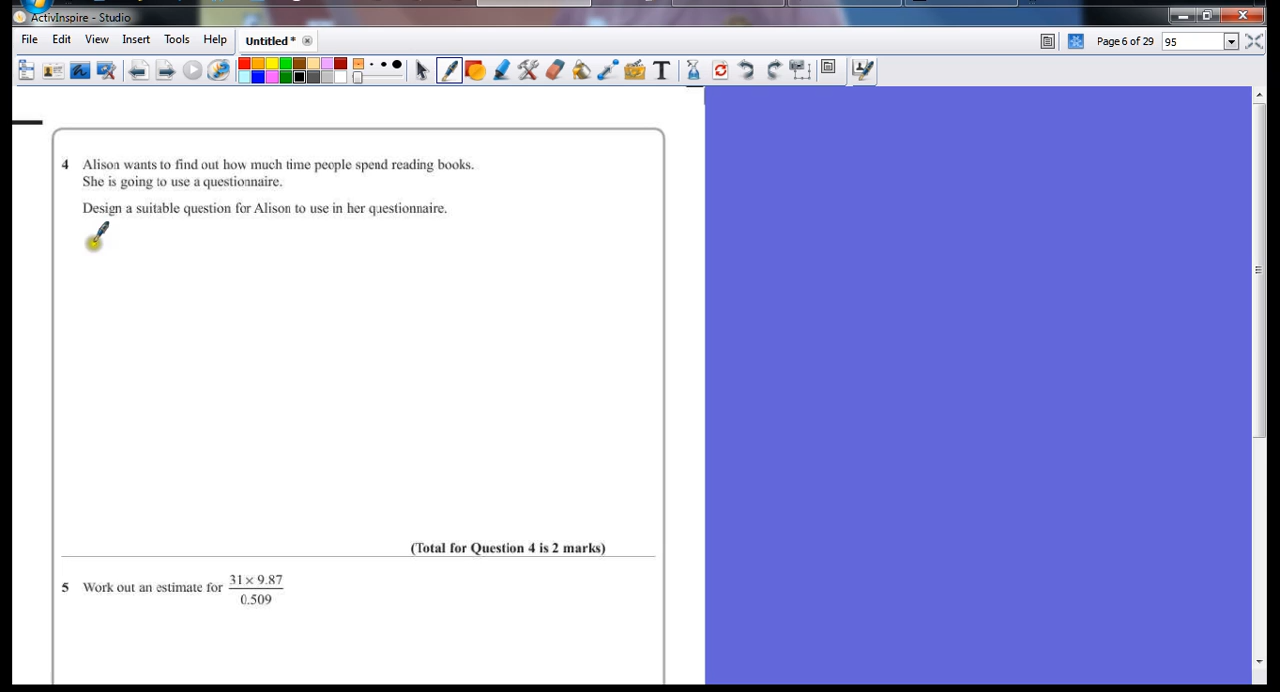 ActivInspire - Studio
File Edit View Insert Tools Help Untitled * Page 6 of 29 95
4 Alison wants to find out how much time people spend reading books.
She is going to use a questionnaire.
Design a suitable question for Alison to use in her questionnaire.
(Total for Question 4 is 2 marks)
5 Work out an estimate for 31 × 9.87
0.509